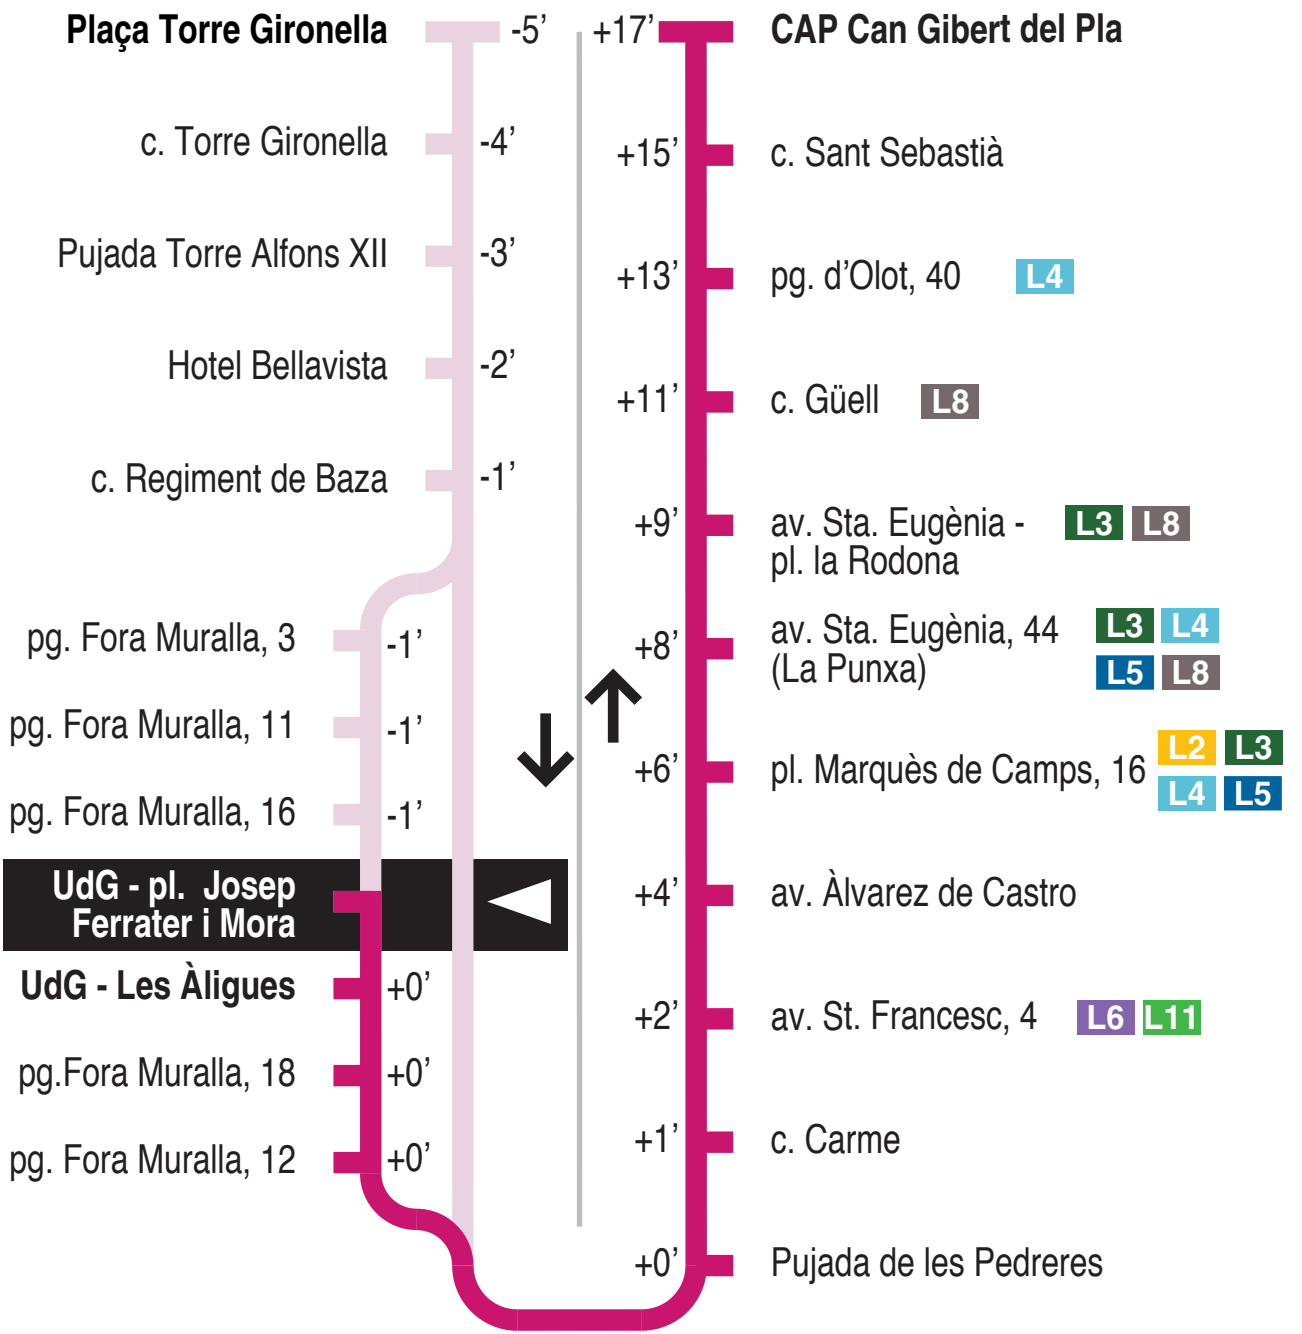 Plaça Torre Gironella -5’
c. Torre Gironella -4’
Pujada Torre Alfons XII -3’
Hotel Bellavista -2’
c. Regiment de Baza -1’
pg. Fora Muralla, 3 -1’
pg. Fora Muralla, 11 -1’
pg. Fora Muralla, 16 -1’
UdG - pl. Josep
Ferrater i Mora
UdG - Les Àligues +0’
pg.Fora Muralla, 18 +0’
pg. Fora Muralla, 12 +0’
+17’ CAP Can Gibert del Pla
+15’ c. Sant Sebastià
+13’ pg. d’Olot, 40 L4
+11’ c. Güell L8
+9’ av. Sta. Eugènia - L3 L8
pl. la Rodona
+8’ av. Sta. Eugènia, 44 L3 L4
(La Punxa) L5 L8
+6’ pl. Marquès de Camps, 16 L2 L3
L4 L5
+4’ av. Àlvarez de Castro
+2’ av. St. Francesc, 4 L6 L11
+1’ c. Carme
+0’ Pujada de les Pedreres